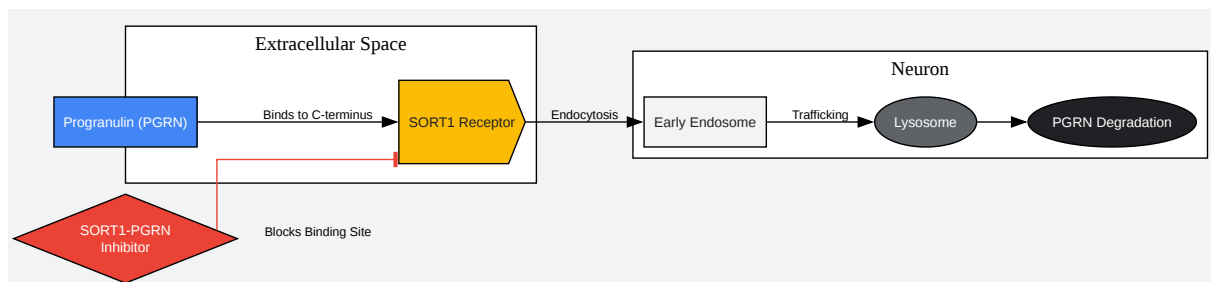 Extracellular Space
Neuron
Progranulin (PGRN)
Binds to C-terminus
SORT1 Receptor
Endocytosis
Early Endosome
Trafficking
Lysosome
PGRN Degradation
SORT1-PGRN
Inhibitor
Blocks Binding Site